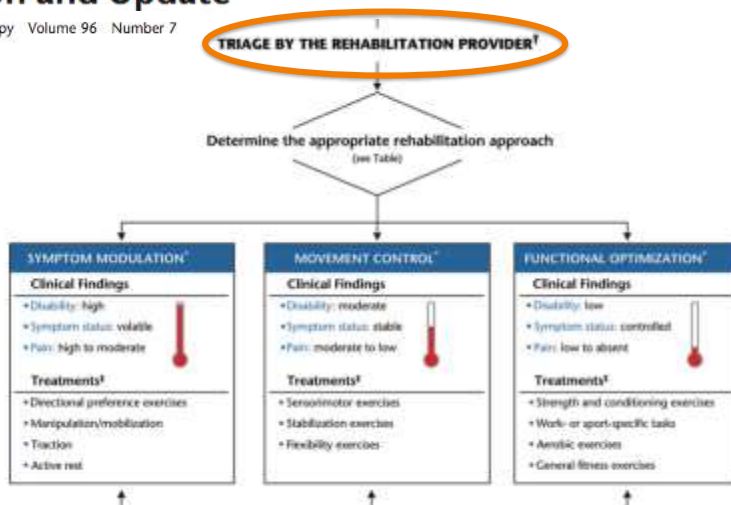 on and Update
py Volume 96 Number 7
TRIAGE BY THE REHABILITATION PROVIDER†
Determine the appropriate rehabilitation approach
(see Table)
SYMPTOM MODULATION*
Clinical Findings
• Disability: high
• Symptom status: volatile
• Pain: high to moderate
Treatments‡
• Directional preference exercises
• Manipulation/mobilization
• Traction
• Active rest
MOVEMENT CONTROL*
Clinical Findings
• Disability: moderate
• Symptom status: stable
• Pain: moderate to low
Treatments‡
• Sensorimotor exercises
• Stabilization exercises
• Flexibility exercises
FUNCTIONAL OPTIMIZATION*
Clinical Findings
• Disability: low
• Symptom status: controlled
• Pain: low to absent
Treatments‡
• Strength and conditioning exercises
• Work- or sport-specific tasks
• Aerobic exercises
• General fitness exercises